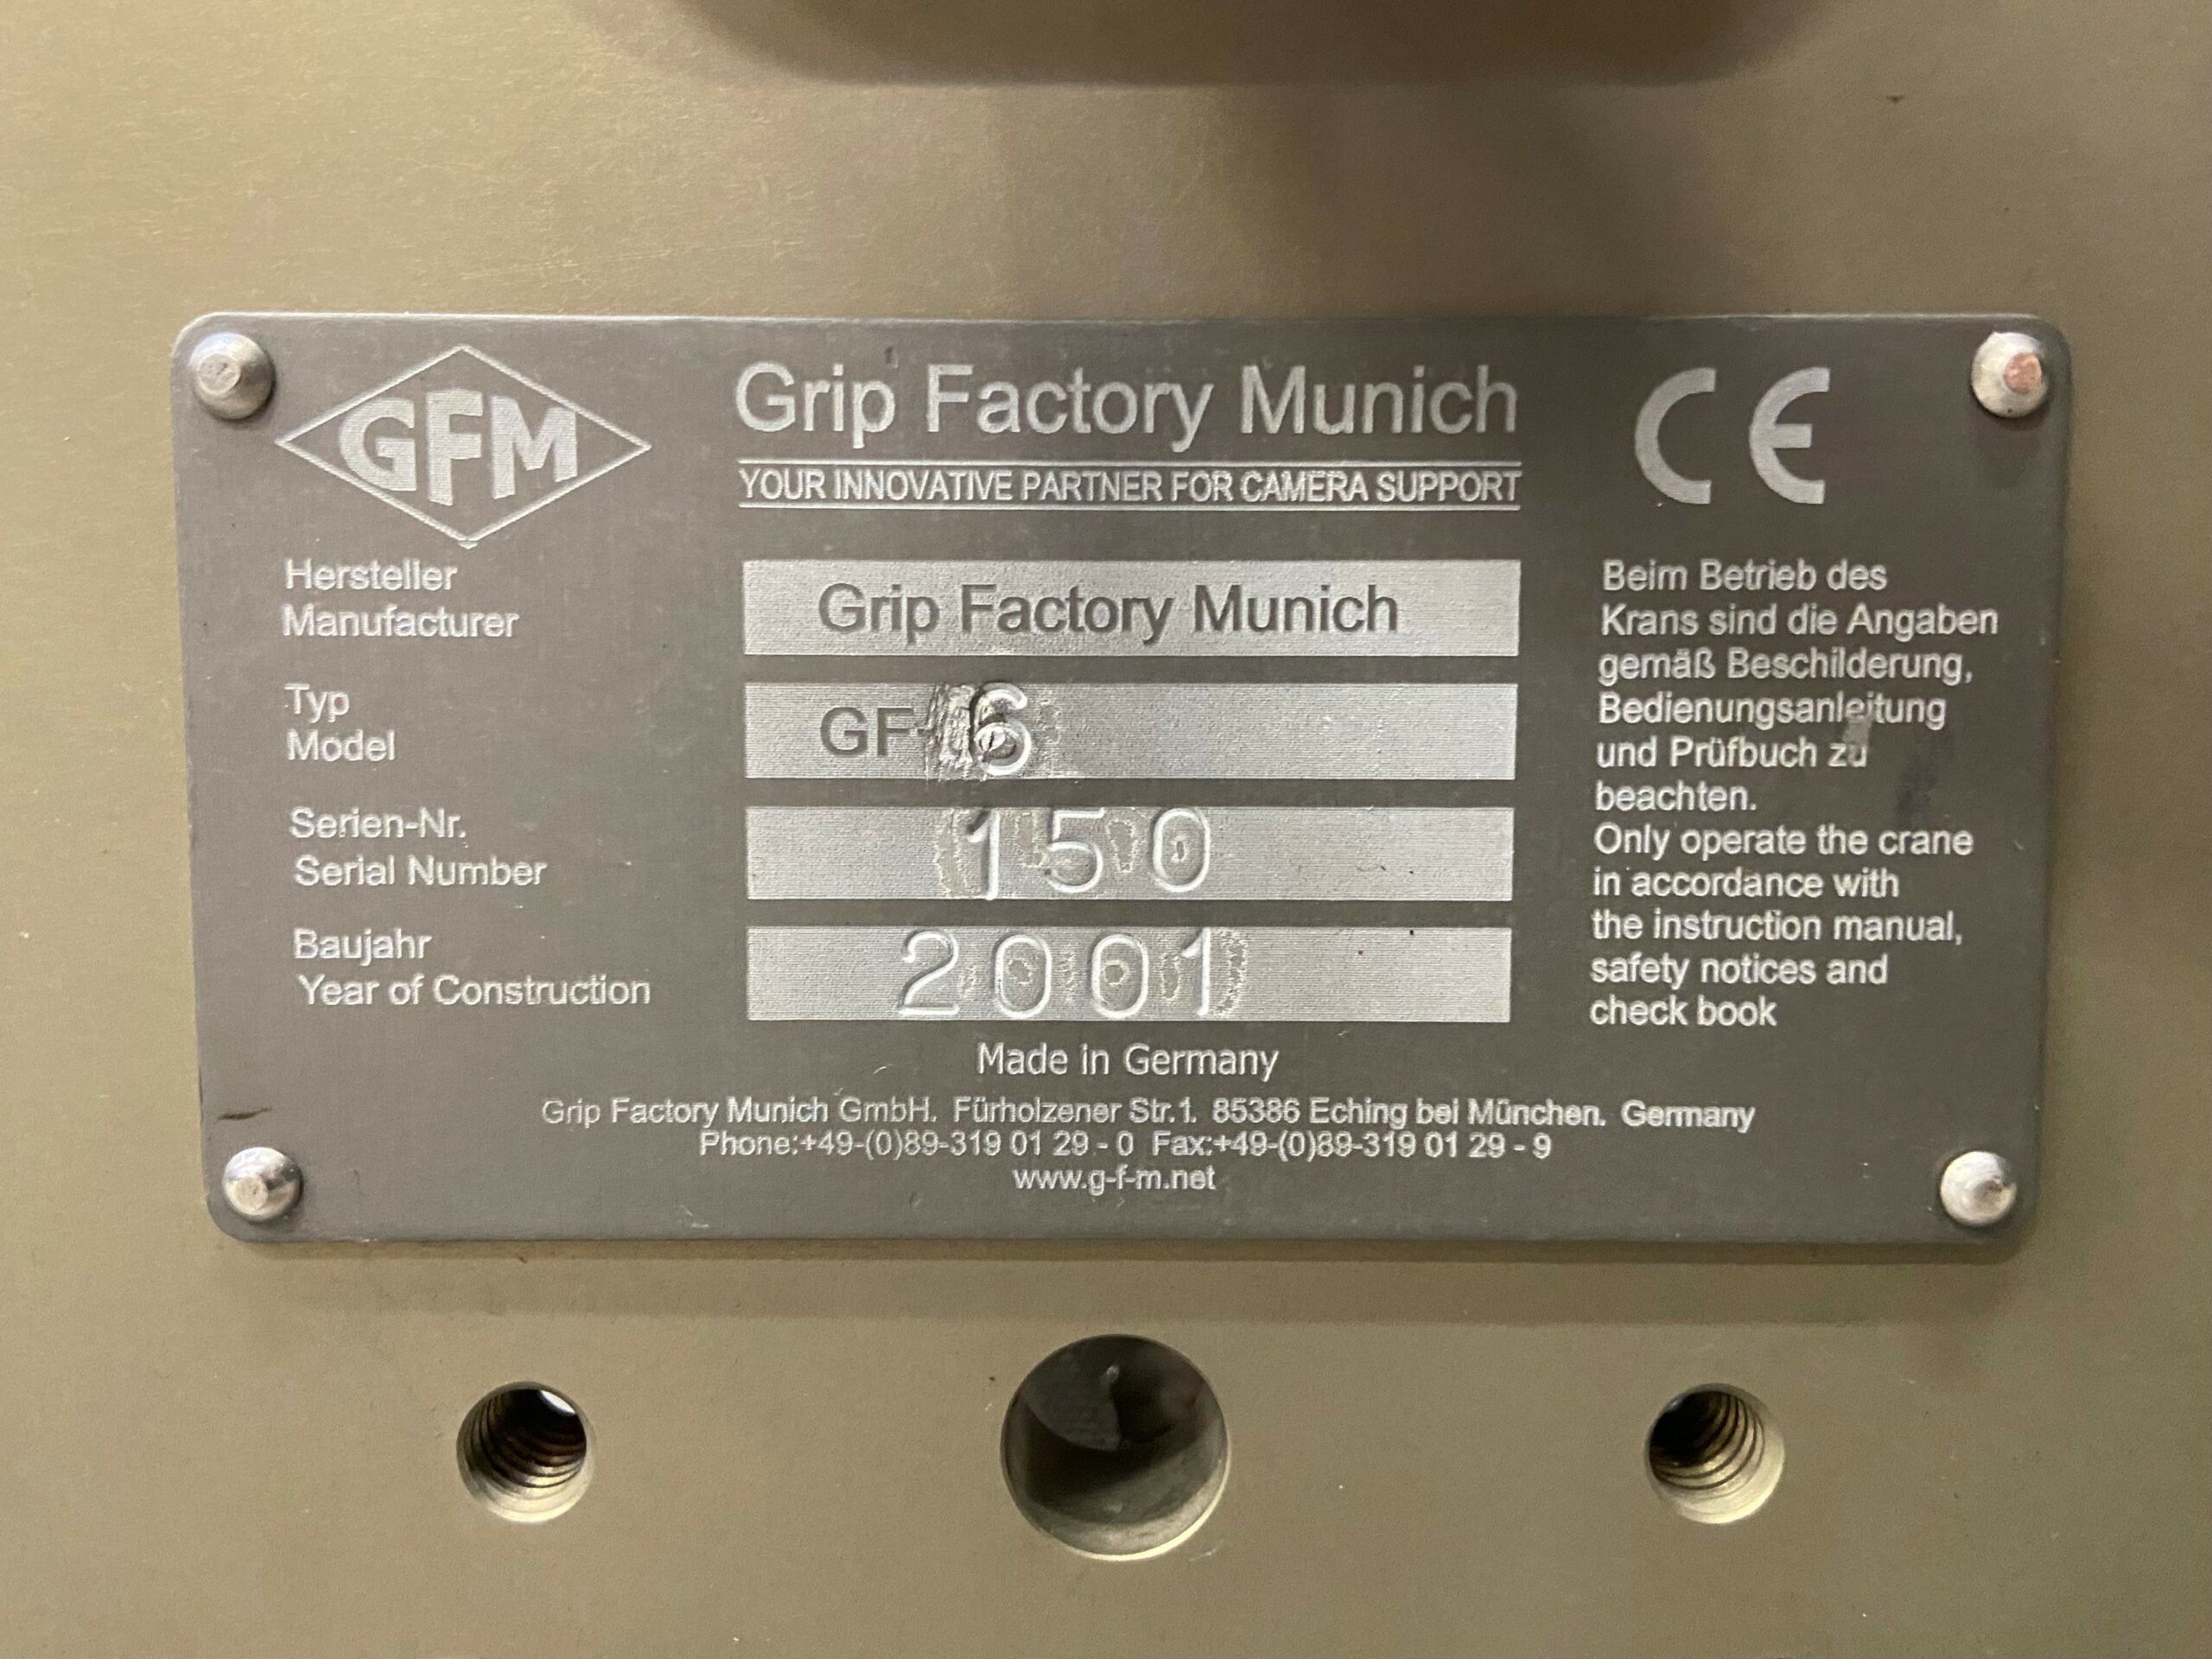 GFM
Grip Factory Munich
YOUR INNOVATIVE PARTNER FOR CAMERA SUPPORT
CE
Hersteller
Manufacturer
Grip Factory Munich
Typ
Model
GF-6
Serien-Nr.
Serial Number
150
Baujahr
Year of Construction
2001
Beim Betrieb des
Krans sind die Angaben
gemäß Beschilderung,
Bedienungsanleitung
und Prüfbuch zu
beachten.
Only operate the crane
in accordance with
the instruction manual,
safety notices and
check book
Made in Germany
Grip Factory Munich GmbH. Fürholzener Str.1. 85386 Eching bei München. Germany
Phone:+49-(0)89-319 01 29 - 0 Fax:+49-(0)89-319 01 29 - 9
www.g-f-m.net